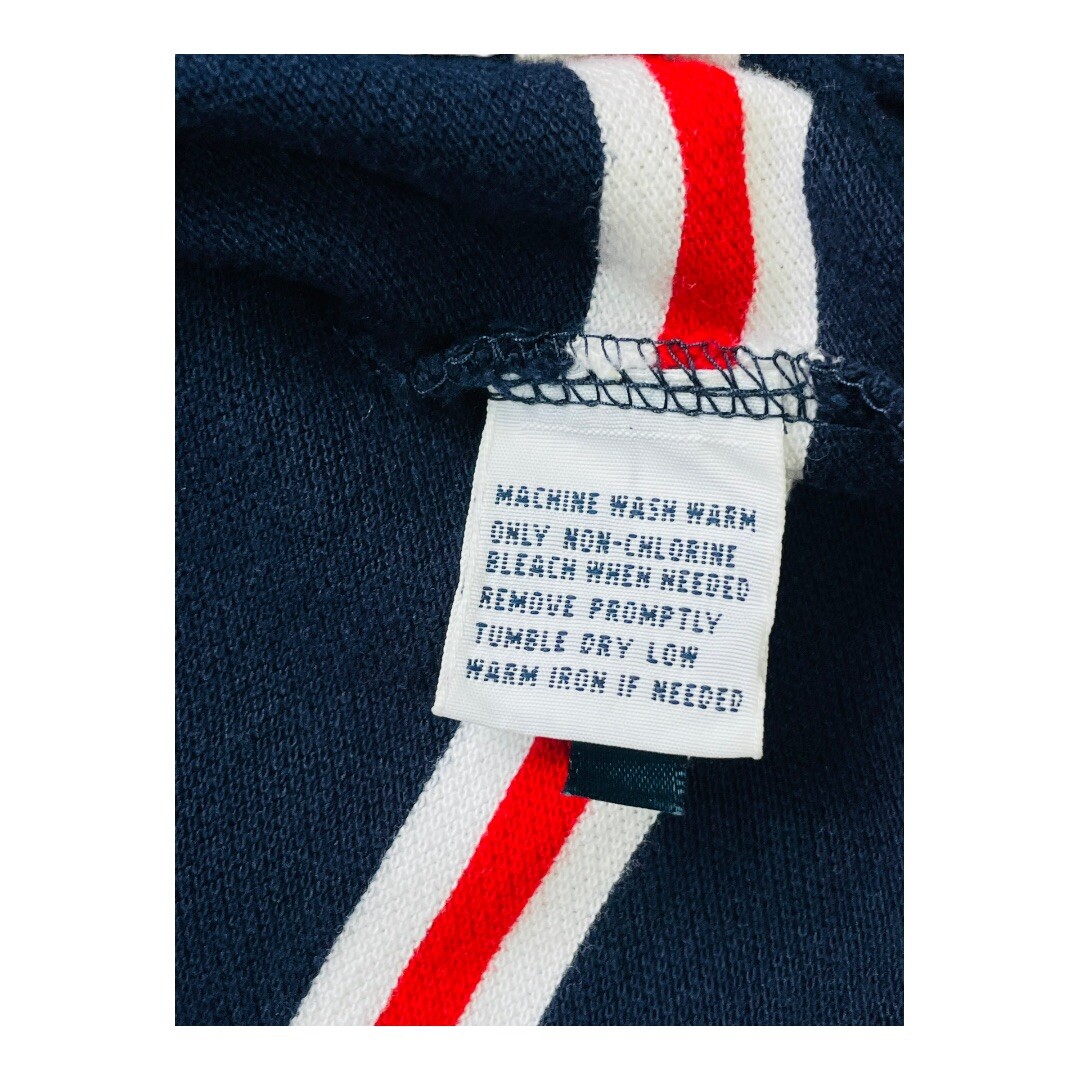 MACHINE WASH WARM
ONLY NON-CHLORINE
BLEACH WHEN NEEDED
REMOVE PROMPTLY
TUMBLE DRY LOW
WARM IRON IF NEEDED